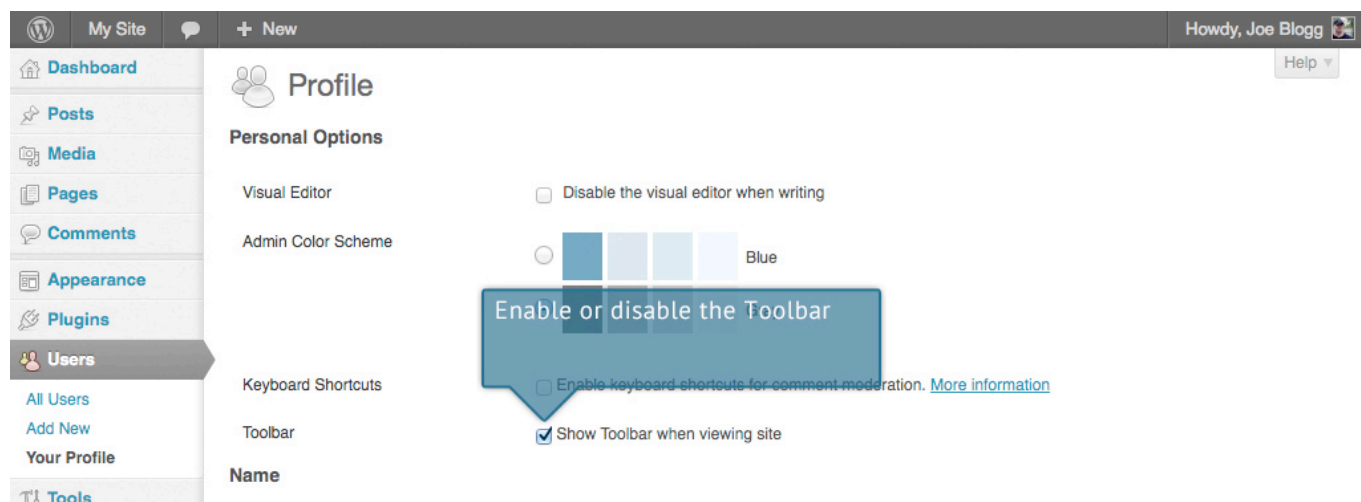 My Site
+ New
Howdy, Joe Blogg
Help
Dashboard
Posts
Media
Pages
Comments
Appearance
Plugins
Users
All Users
Add New
Your Profile
Tools
Profile
Personal Options
Visual Editor
Disable the visual editor when writing
Admin Color Scheme
Blue
Enable or disable the Toolbar
Keyboard Shortcuts
Enable keyboard shortcuts for comment moderation. More information
Toolbar
Show Toolbar when viewing site
Name